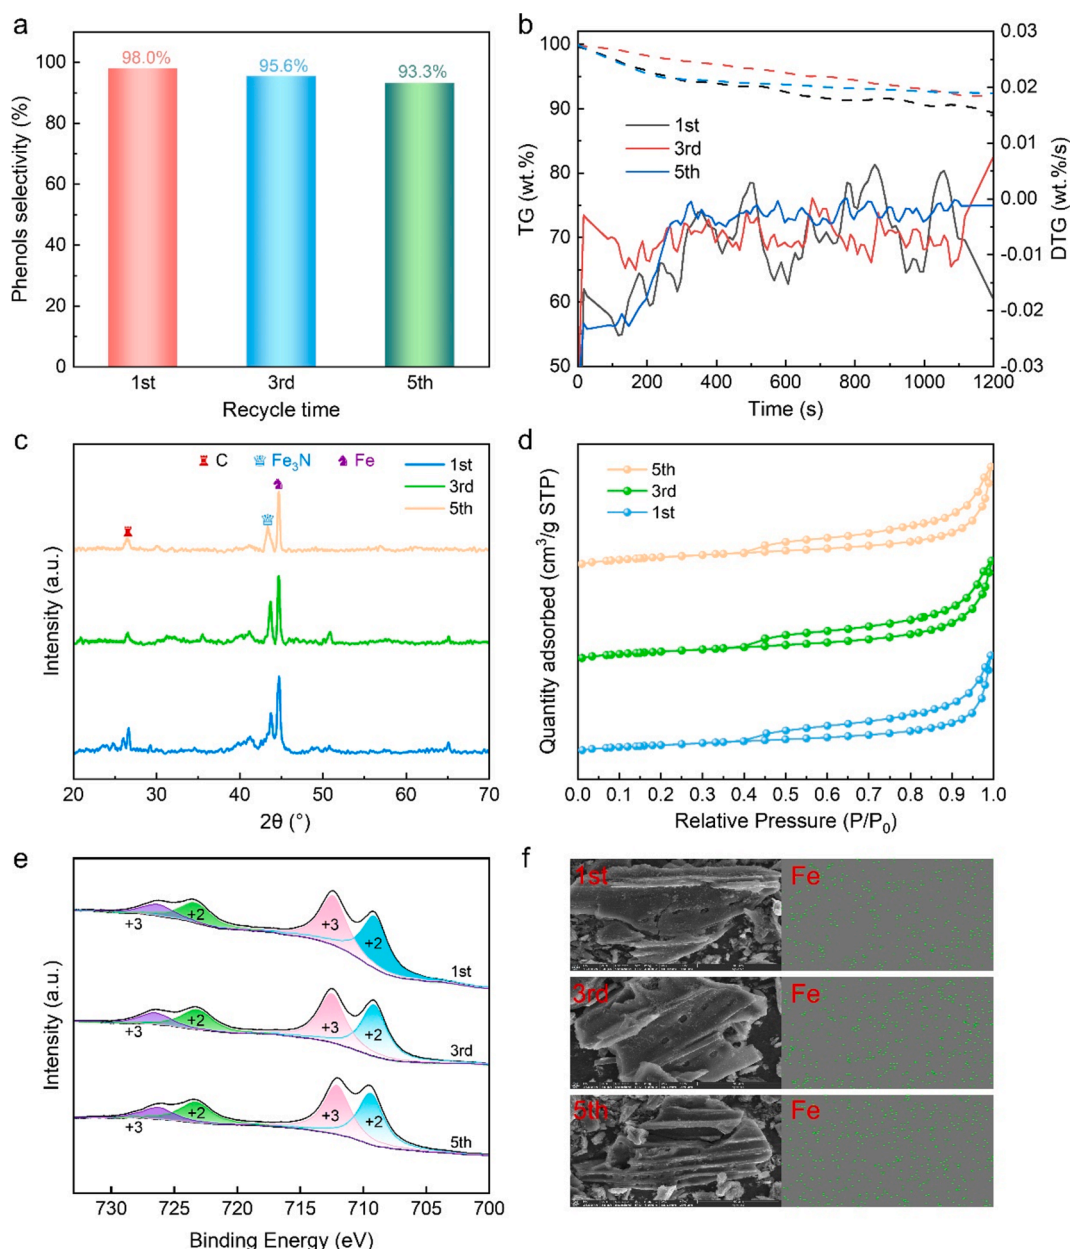 a
Phenols selectivity (%)
100
80
60
40
20
0
98.0%
95.6%
93.3%
1st
3rd
5th
Recycle time
b
TG (wt.%)
100
90
80
70
60
50
1st
3rd
5th
0.03
0.02
0.01
0.00
-0.01
-0.02
-0.03
DTG (wt.%/s)
0 200 400 600 800 1000 1200
Time (s)
c
Intensity (a.u.)
C
Fe₃N
Fe
1st
3rd
5th
20 30 40 50 60 70
2θ (°)
d
Quantity adsorbed (cm³/g STP)
5th
3rd
1st
0.0 0.1 0.2 0.3 0.4 0.5 0.6 0.7 0.8 0.9 1.0
Relative Pressure (P/P₀)
e
Intensity (a.u.)
+3
+2
+3
+2
1st
+3
+2
+3
+2
3rd
+3
+2
+3
+2
5th
730 725 720 715 710 705 700
Binding Energy (eV)
f
1st
Fe
3rd
Fe
5th
Fe